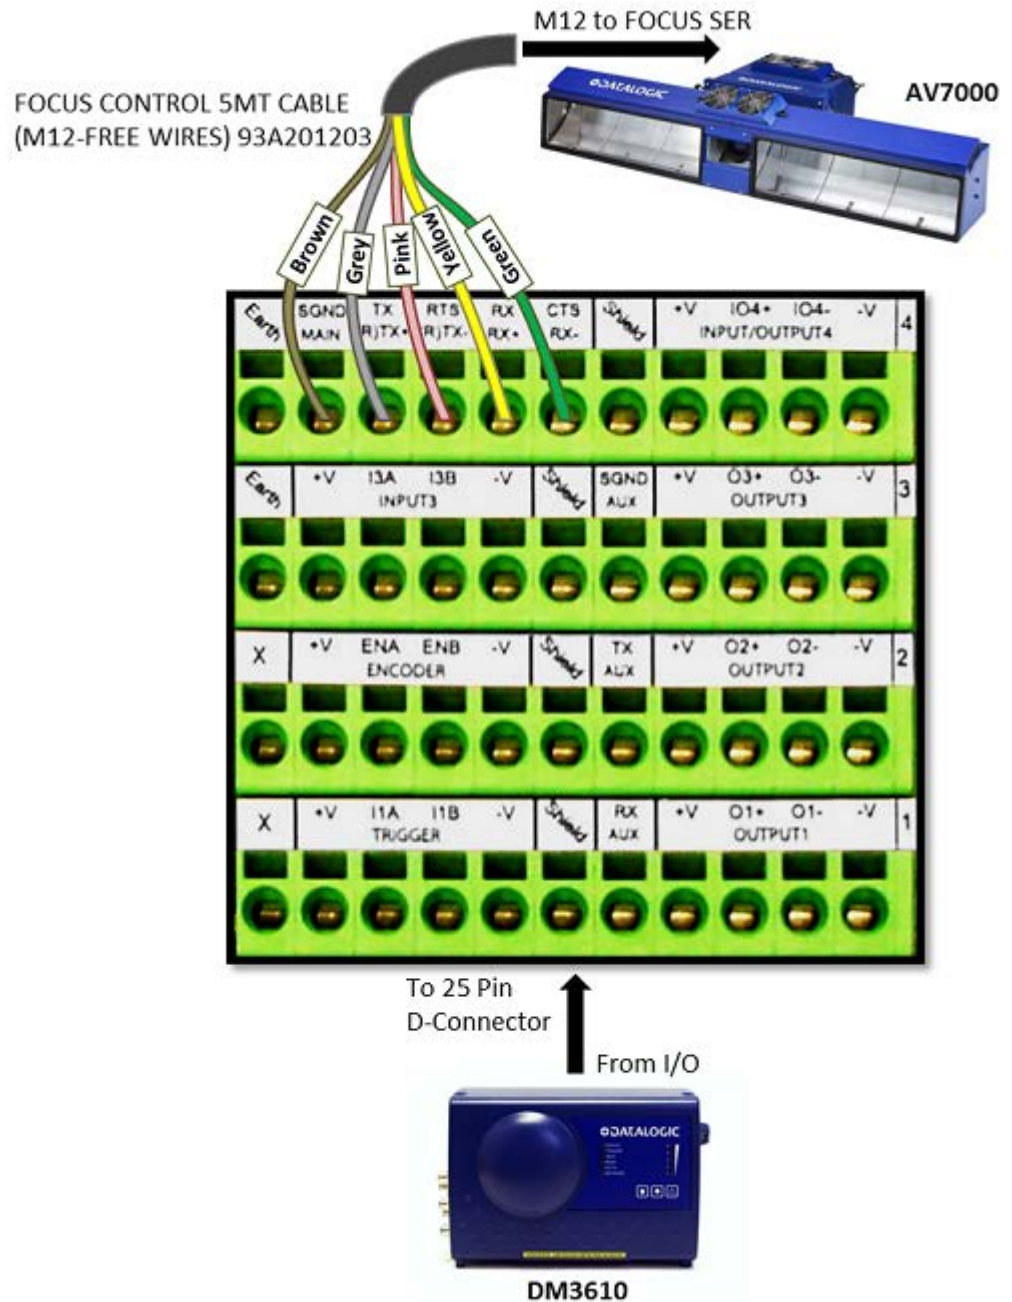 M12 to FOCUS SER
DATALOGIC
AV7000
FOCUS CONTROL 5MT CABLE
(M12-FREE WIRES) 93A201203
Brown
Grey
Pink
Yellow
Green
Earth SGND TX RTS RX CTS Shield +V IO4+ IO4- -V 4
MAIN R)TX+ R)TX- RX+ RX- INPUT/OUTPUT4
Earth +V I3A I3B -V Shield SGND +V O3+ O3- -V 3
INPUT3 AUX OUTPUT3
X +V ENA ENB -V Shield TX +V O2+ O2- -V 2
ENCODER AUX OUTPUT2
X +V I1A I1B -V Shield RX +V O1+ O1- -V 1
TRIGGER AUX OUTPUT1
To 25 Pin
D-Connector
From I/O
DATALOGIC
DM3610